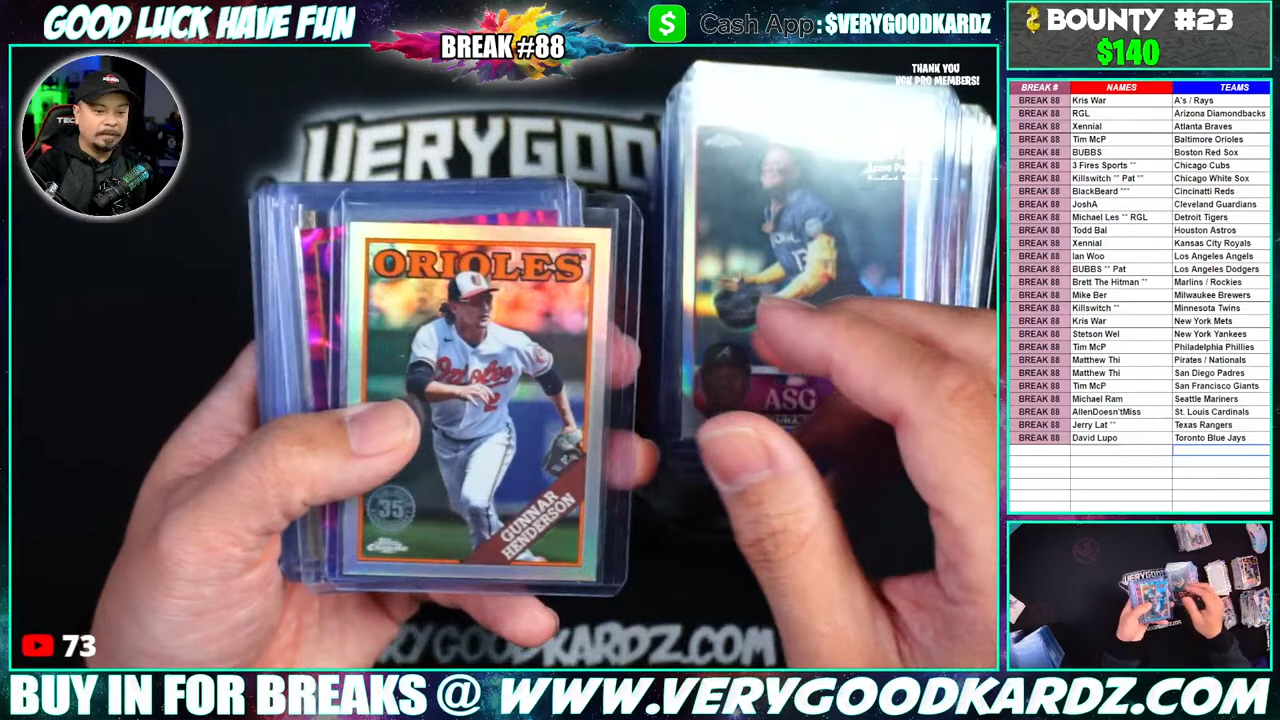 GOOD LUCK HAVE FUN
BREAK #88
$ Cash App: $VERYGOODKARDZ
BOUNTY #23
$140
THANK YOU
VGK PRO MEMBERS!
VERYGOOD
ORIOLES
Orioles
35
GUNNAR
HENDERSON
Topps
Chrome
ASG
VERYGOODKARDZ.COM
73
BREAK # NAMES TEAMS
BREAK 88 Kris War A's / Rays
BREAK 88 RGL Arizona Diamondbacks
BREAK 88 Xennial Atlanta Braves
BREAK 88 Tim McP Baltimore Orioles
BREAK 88 BUBBS Boston Red Sox
BREAK 88 3 Fires Sports ** Chicago Cubs
BREAK 88 Killswitch ** Pat ** Chicago White Sox
BREAK 88 BlackBeard *** Cincinatti Reds
BREAK 88 JoshA Cleveland Guardians
BREAK 88 Michael Les ** RGL Detroit Tigers
BREAK 88 Todd Bal Houston Astros
BREAK 88 Xennial Kansas City Royals
BREAK 88 Ian Woo Los Angeles Angels
BREAK 88 BUBBS ** Pat Los Angeles Dodgers
BREAK 88 Brett The Hitman ** Marlins / Rockies
BREAK 88 Mike Ber Milwaukee Brewers
BREAK 88 Killswitch ** Minnesota Twins
BREAK 88 Kris War New York Mets
BREAK 88 Stetson Wel New York Yankees
BREAK 88 Tim McP Philadelphia Phillies
BREAK 88 Matthew Thi Pirates / Nationals
BREAK 88 Matthew Thi San Diego Padres
BREAK 88 Tim McP San Francisco Giants
BREAK 88 Michael Ram Seattle Mariners
BREAK 88 AllenDoesn'tMiss St. Louis Cardinals
BREAK 88 Jerry Lat ** Texas Rangers
BREAK 88 David Lupo Toronto Blue Jays
BUY IN FOR BREAKS @ WWW.VERYGOODKARDZ.COM